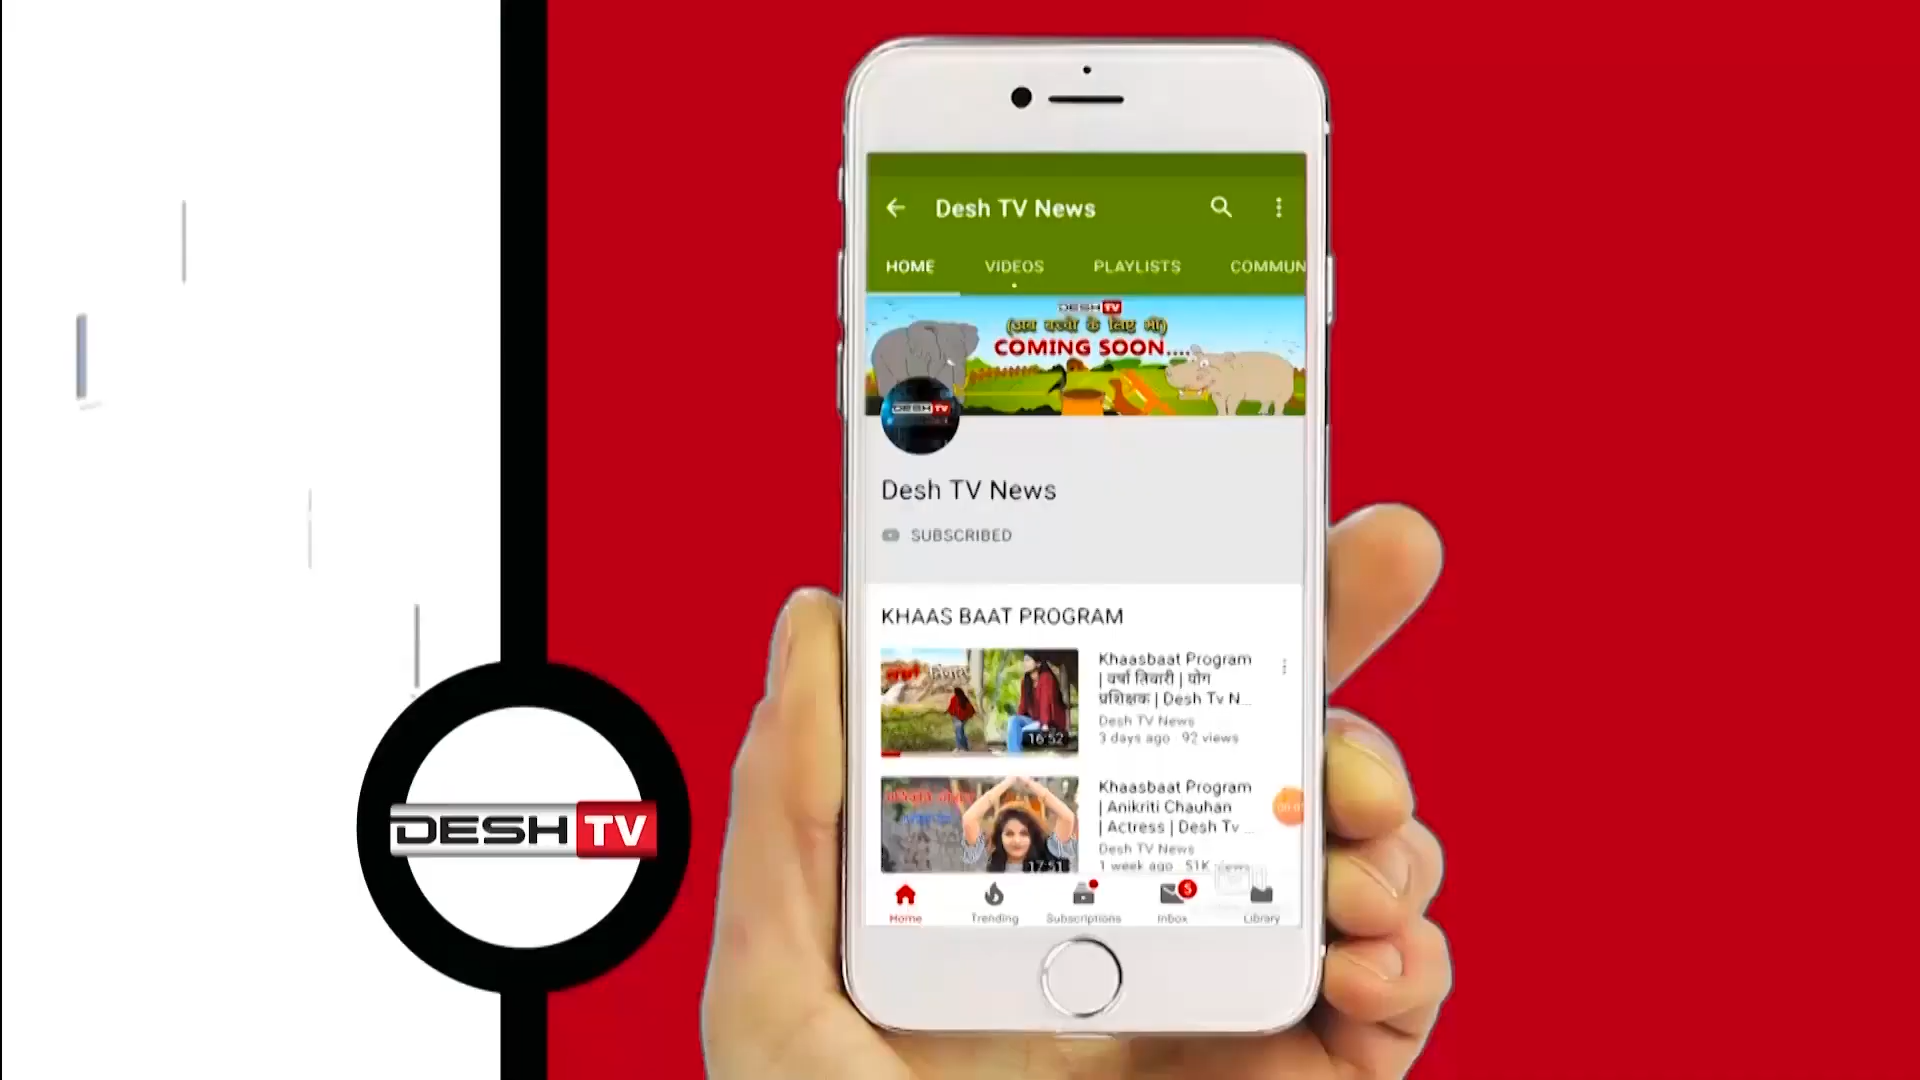 Desh TV News
HOME VIDEOS PLAYLISTS COMMUN
DESH TV
(अब बच्चो के लिए भी)
COMING SOON....
DESH TV
Desh TV News
SUBSCRIBED
KHAAS BAAT PROGRAM
Khaasbaat Program
| वर्षा तिवारी | योग
प्रशिक्षक | Desh Tv N...
Desh TV News
3 days ago 92 views
16:52
Khaasbaat Program
| Anikriti Chauhan
| Actress | Desh Tv ...
Desh TV News
1 week ago 51K views
17:51
Home Trending Subscriptions Inbox Library
5
DESH TV